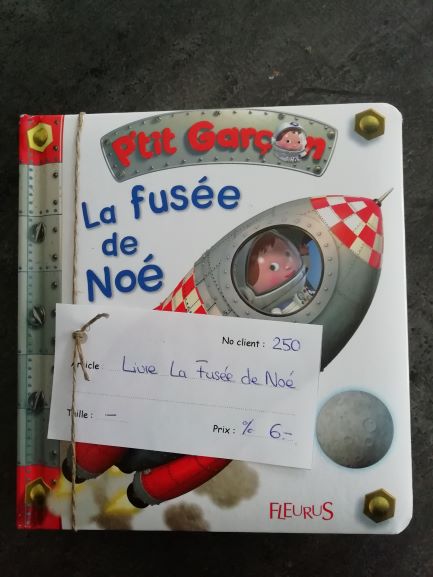 P'tit Garçon
La fusée
de
Noé
No client : 250
Article : Livre La Fusée de Noé
Taille : —
Prix : % 6.-
FLEURUS